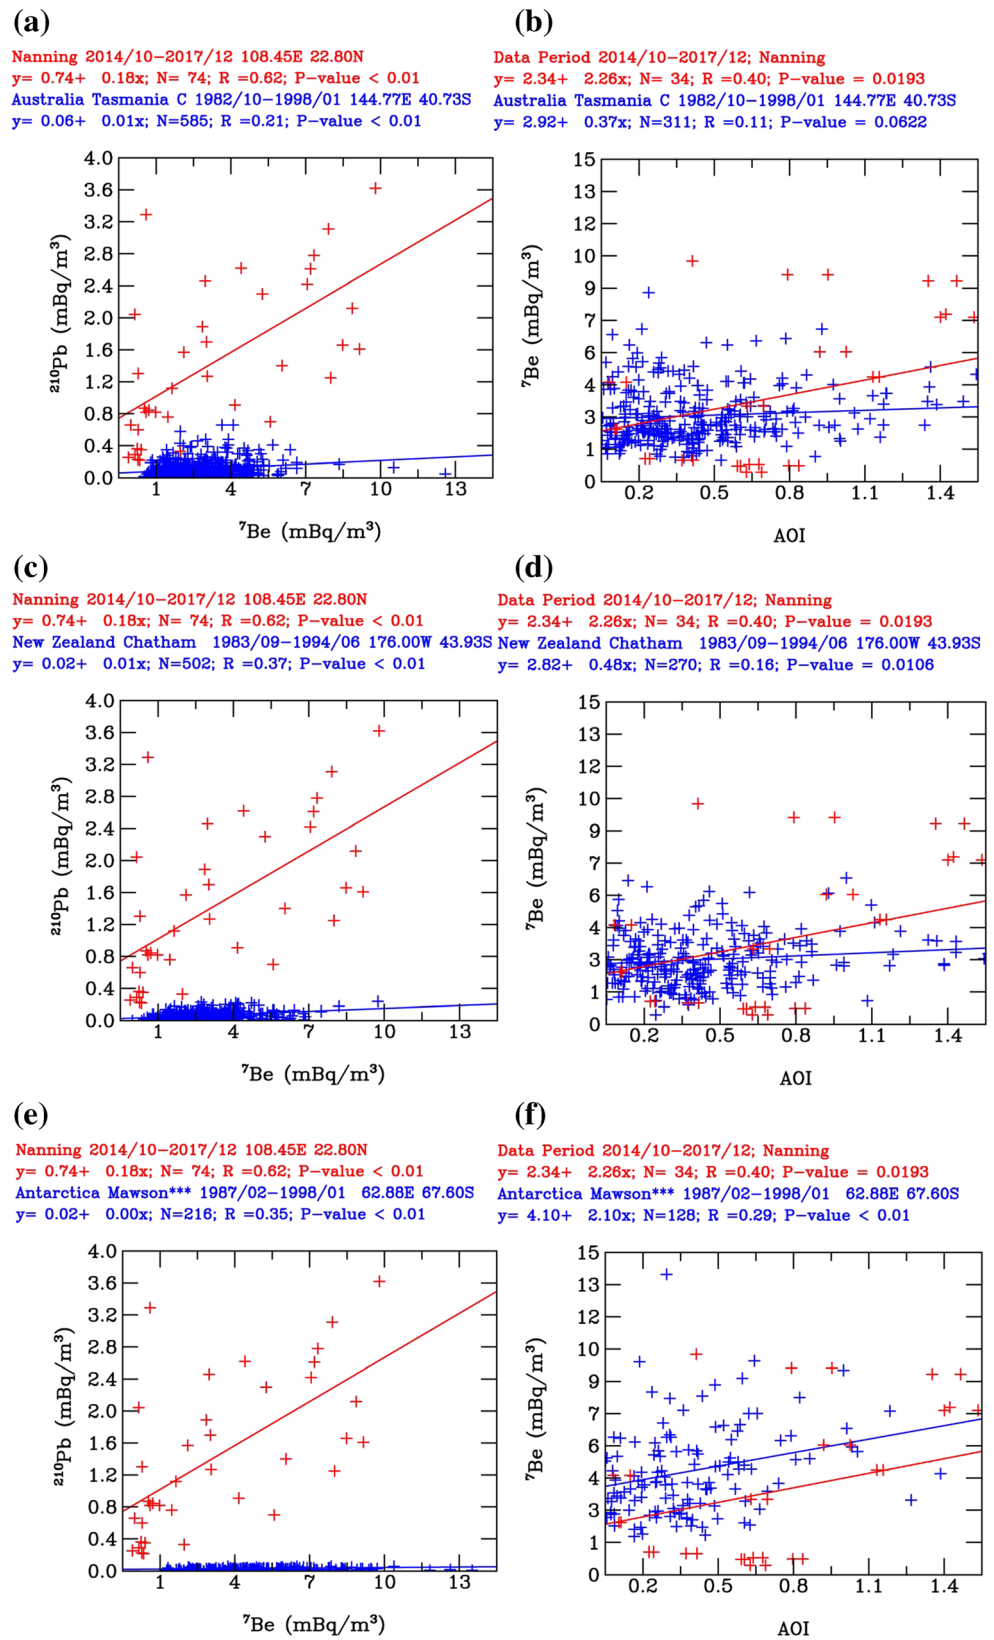 (a)
Nanning 2014/10-2017/12 108.45E 22.80N
y= 0.74+ 0.18x; N= 74; R =0.62; P-value < 0.01
Australia Tasmania C 1982/10-1998/01 144.77E 40.73S
y= 0.06+ 0.01x; N=585; R =0.21; P-value < 0.01
4.0
3.6
3.2
2.8
2.4
2.0
1.6
1.2
0.8
0.4
0.0
²¹⁰Pb (mBq/m³)
1 4 7 10 13
⁷Be (mBq/m³)
(b)
Data Period 2014/10-2017/12; Nanning
y= 2.34+ 2.26x; N= 34; R =0.40; P-value = 0.0193
Australia Tasmania C 1982/10-1998/01 144.77E 40.73S
y= 2.92+ 0.37x; N=311; R =0.11; P-value = 0.0622
15
13
12
10
9
7
6
4
3
1
0
⁷Be (mBq/m³)
0.2 0.5 0.8 1.1 1.4
AOI
(c)
Nanning 2014/10-2017/12 108.45E 22.80N
y= 0.74+ 0.18x; N= 74; R =0.62; P-value < 0.01
New Zealand Chatham 1983/09-1994/06 176.00W 43.93S
y= 0.02+ 0.01x; N=502; R =0.37; P-value < 0.01
4.0
3.6
3.2
2.8
2.4
2.0
1.6
1.2
0.8
0.4
0.0
²¹⁰Pb (mBq/m³)
1 4 7 10 13
⁷Be (mBq/m³)
(d)
Data Period 2014/10-2017/12; Nanning
y= 2.34+ 2.26x; N= 34; R =0.40; P-value = 0.0193
New Zealand Chatham 1983/09-1994/06 176.00W 43.93S
y= 2.82+ 0.48x; N=270; R =0.16; P-value = 0.0106
15
13
12
10
9
7
6
4
3
1
0
⁷Be (mBq/m³)
0.2 0.5 0.8 1.1 1.4
AOI
(e)
Nanning 2014/10-2017/12 108.45E 22.80N
y= 0.74+ 0.18x; N= 74; R =0.62; P-value < 0.01
Antarctica Mawson*** 1987/02-1998/01 62.88E 67.60S
y= 0.02+ 0.00x; N=216; R =0.35; P-value < 0.01
4.0
3.6
3.2
2.8
2.4
2.0
1.6
1.2
0.8
0.4
0.0
²¹⁰Pb (mBq/m³)
1 4 7 10 13
⁷Be (mBq/m³)
(f)
Data Period 2014/10-2017/12; Nanning
y= 2.34+ 2.26x; N= 34; R =0.40; P-value = 0.0193
Antarctica Mawson*** 1987/02-1998/01 62.88E 67.60S
y= 4.10+ 2.10x; N=128; R =0.29; P-value < 0.01
15
13
12
10
9
7
6
4
3
1
0
⁷Be (mBq/m³)
0.2 0.5 0.8 1.1 1.4
AOI